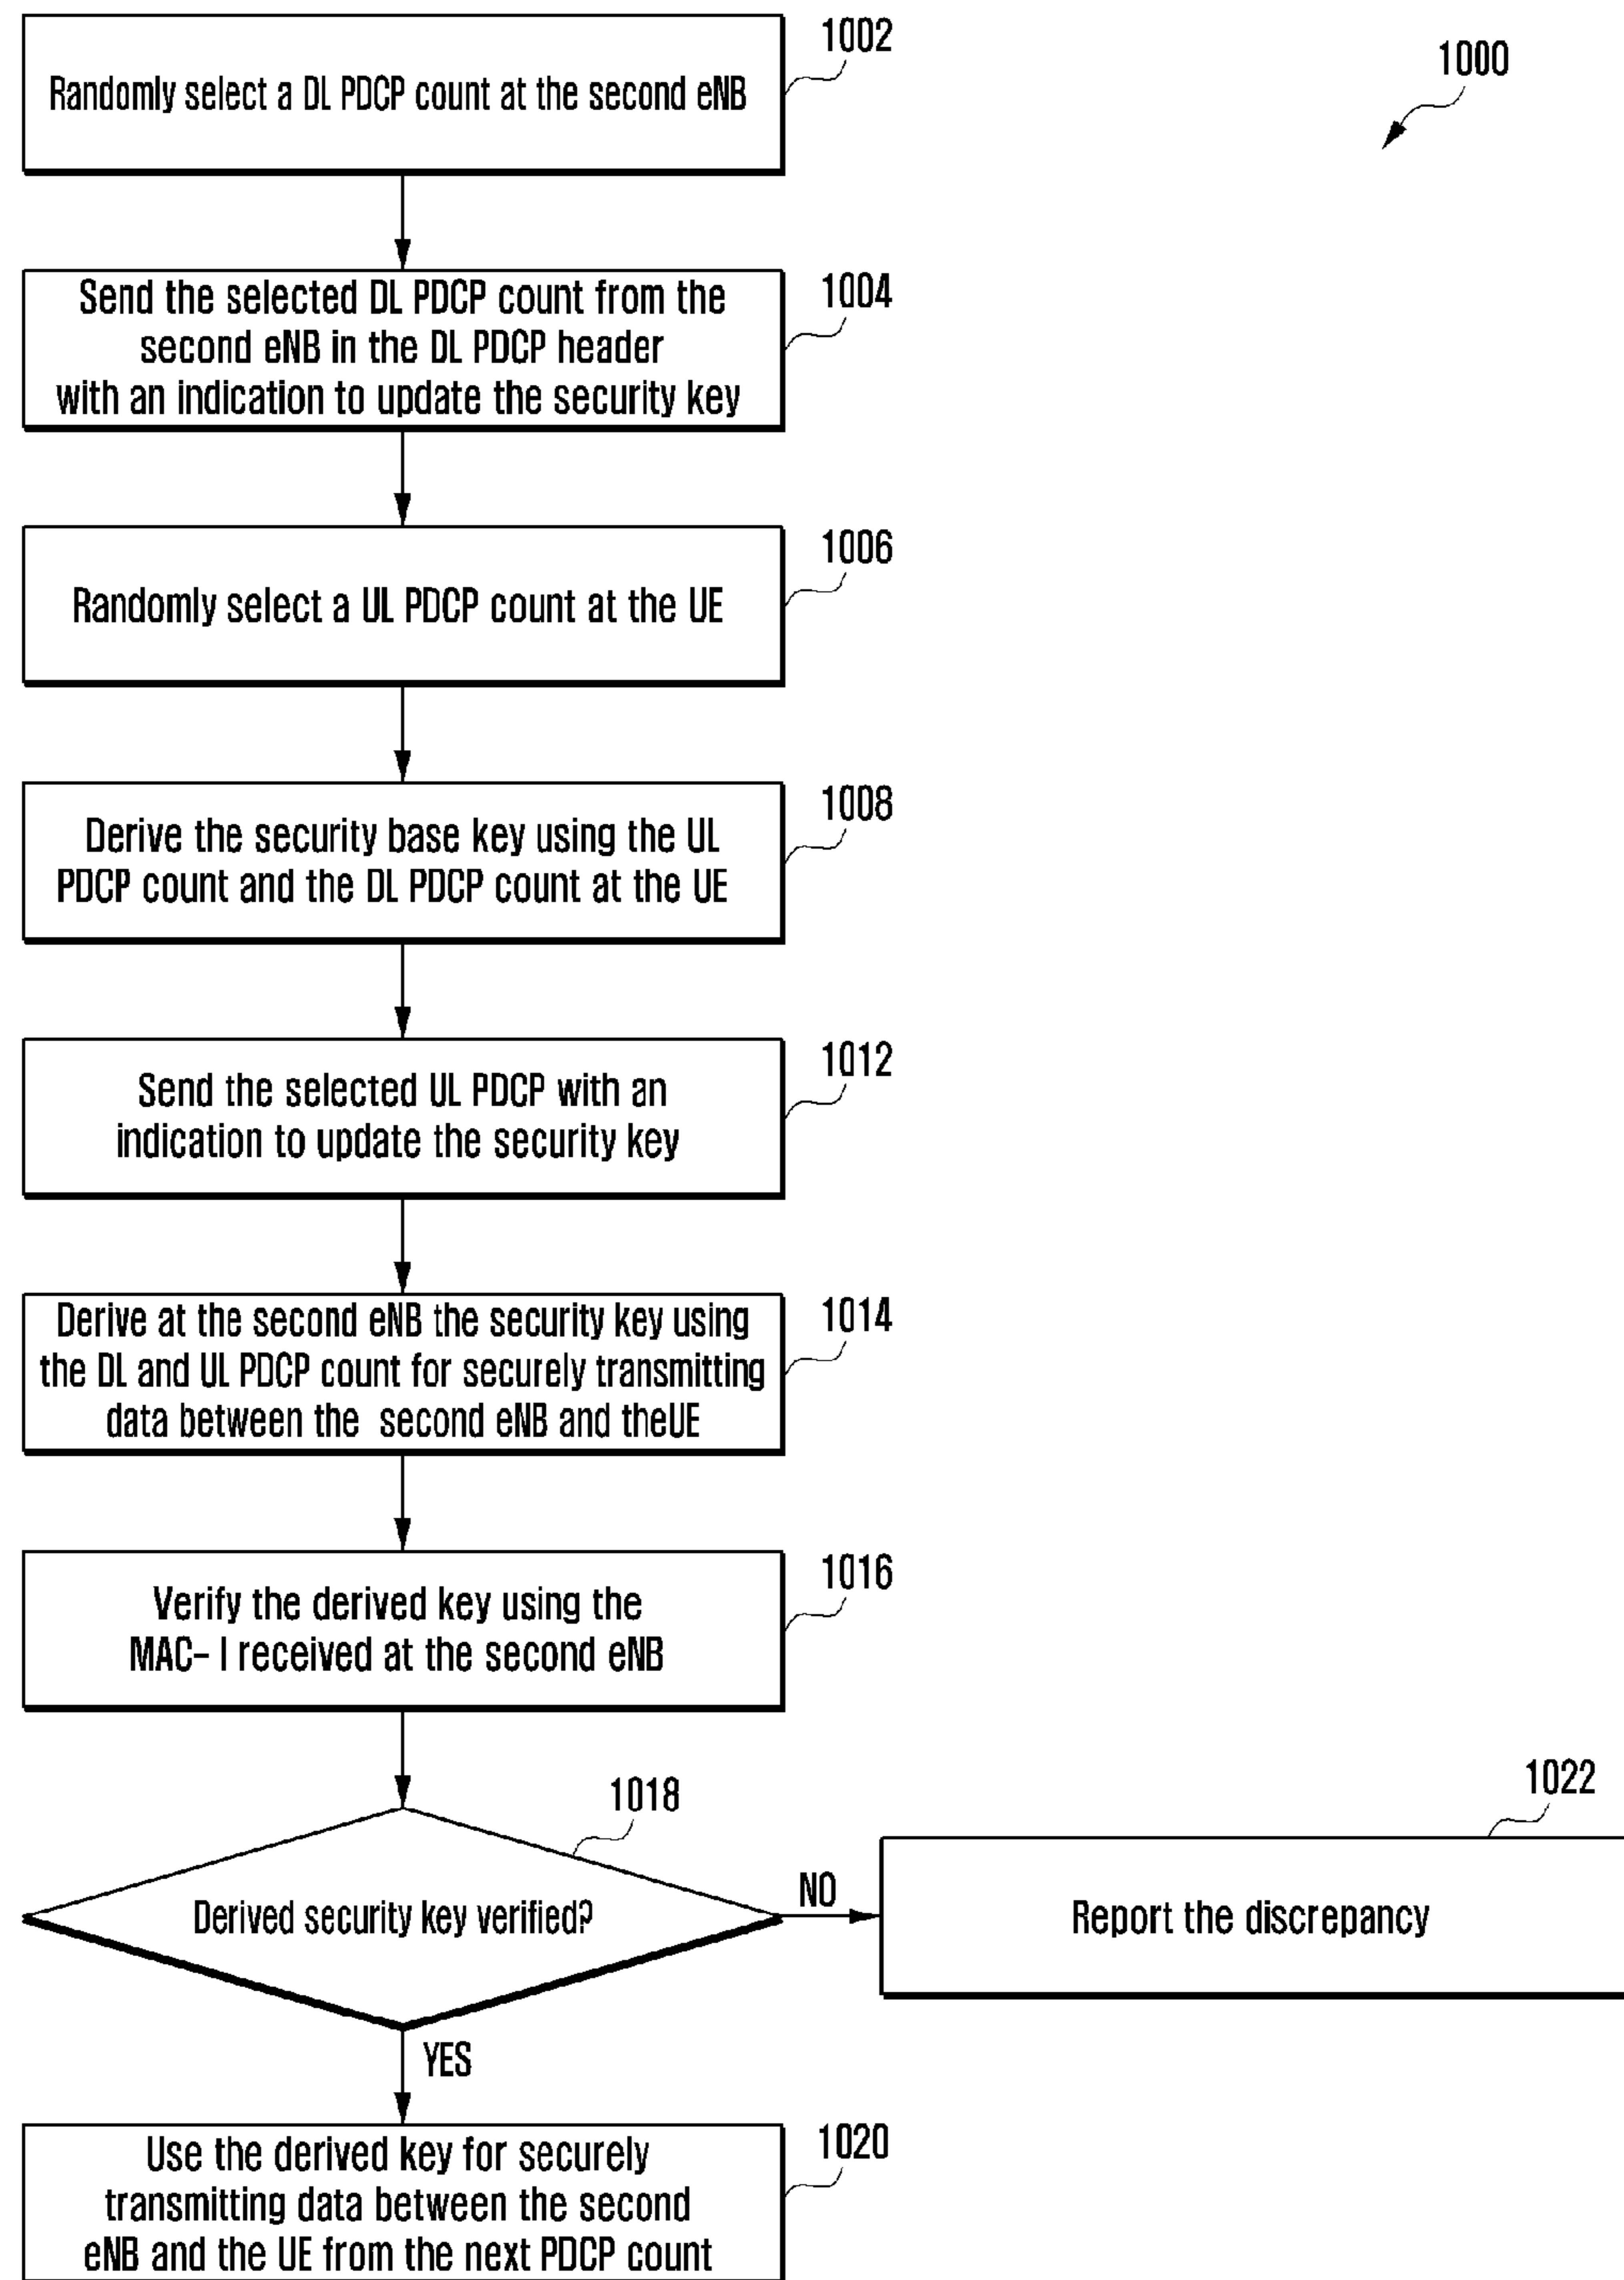 1002
1000
Randomly select a DL PDCP count at the second eNB
1004
Send the selected DL PDCP count from the
second eNB in the DL PDCP header
with an indication to update the security key
1006
Randomly select a UL PDCP count at the UE
1008
Derive the security base key using the UL
PDCP count and the DL PDCP count at the UE
1012
Send the selected UL PDCP with an
indication to update the security key
1014
Derive at the second eNB the security key using
the DL and UL PDCP count for securely transmitting
data between the second eNB and theUE
1016
Verify the derived key using the
MAC– I received at the second eNB
1018
1022
Derived security key verified?
NO
Report the discrepancy
YES
1020
Use the derived key for securely
transmitting data between the second
eNB and the UE from the next PDCP count